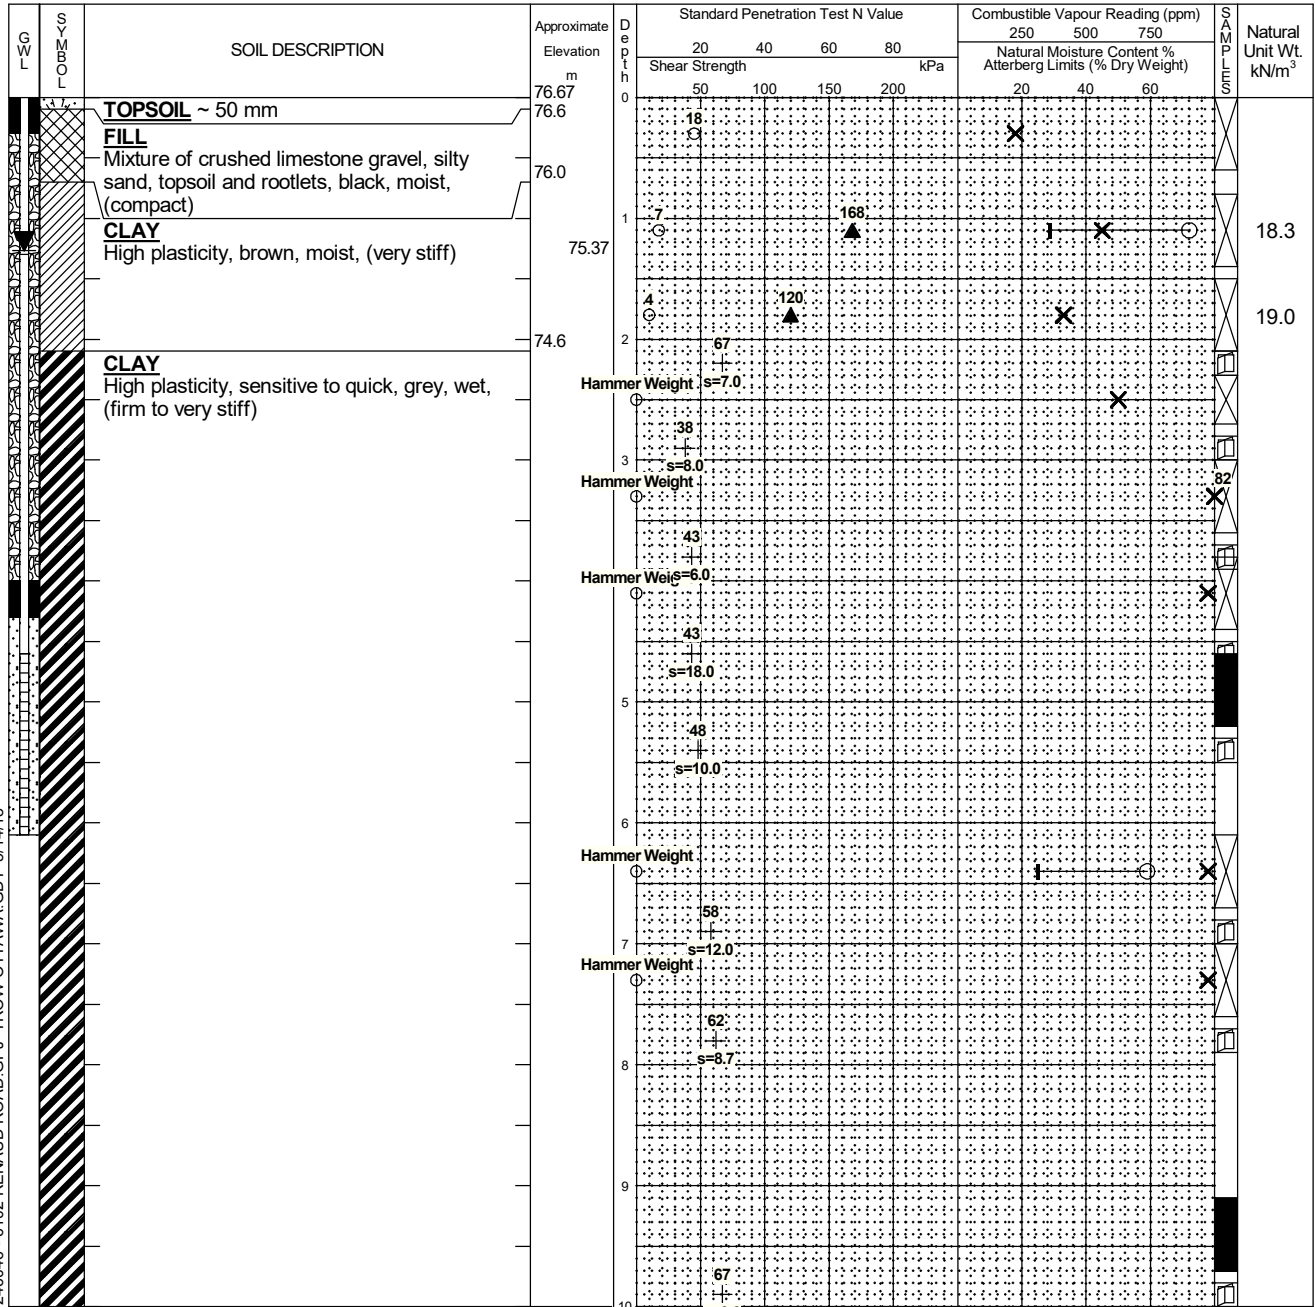 GWL
SYMBOL
SOIL DESCRIPTION
Approximate
Elevation
m
76.67
Depth
Standard Penetration Test N Value
20 40 60 80
Shear Strength kPa
50 100 150 200
Combustible Vapour Reading (ppm)
250 500 750
Natural Moisture Content %
Atterberg Limits (% Dry Weight)
20 40 60
SAMPLES
Natural
Unit Wt.
kN/m³
0
TOPSOIL ~ 50 mm
76.6
FILL
Mixture of crushed limestone gravel, silty
sand, topsoil and rootlets, black, moist,
(compact)
76.0
18
1
CLAY
High plasticity, brown, moist, (very stiff)
75.37
7
168
18.3
4
120
19.0
74.6
2
CLAY
High plasticity, sensitive to quick, grey, wet,
(firm to very stiff)
67
s=7.0
Hammer Weight
38
3
s=8.0
Hammer Weight
82
43
s=6.0
Hammer Weig
43
s=18.0
5
48
s=10.0
6
Hammer Weight
58
7
s=12.0
Hammer Weight
62
s=8.7
8
9
67
10